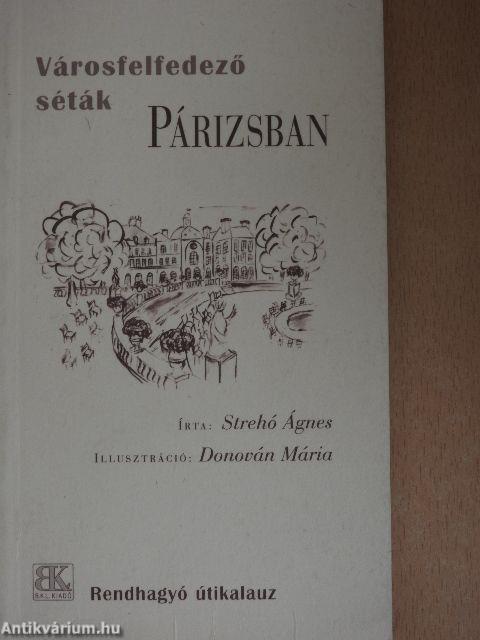 Városfelfedező
séták
PÁRIZSBAN
ÍRTA: Strehó Ágnes
ILLUSZTRÁCIÓ: Donován Mária
BK
B.K.L. KIADÓ
Rendhagyó útikalauz
Antikvárium.hu